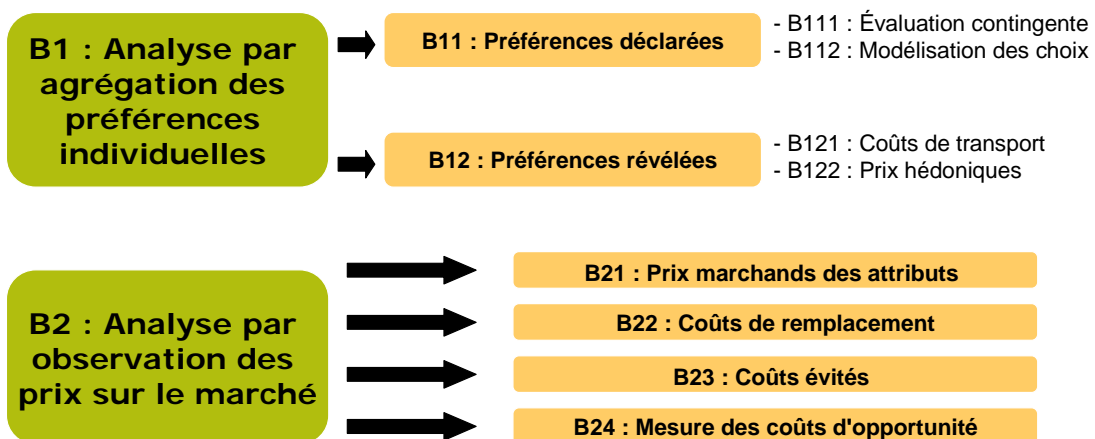 B1 : Analyse par
agrégation des
préférences
individuelles
B11 : Préférences déclarées
- B111 : Évaluation contingente
- B112 : Modélisation des choix
B12 : Préférences révélées
- B121 : Coûts de transport
- B122 : Prix hédoniques
B2 : Analyse par
observation des
prix sur le marché
B21 : Prix marchands des attributs
B22 : Coûts de remplacement
B23 : Coûts évités
B24 : Mesure des coûts d'opportunité